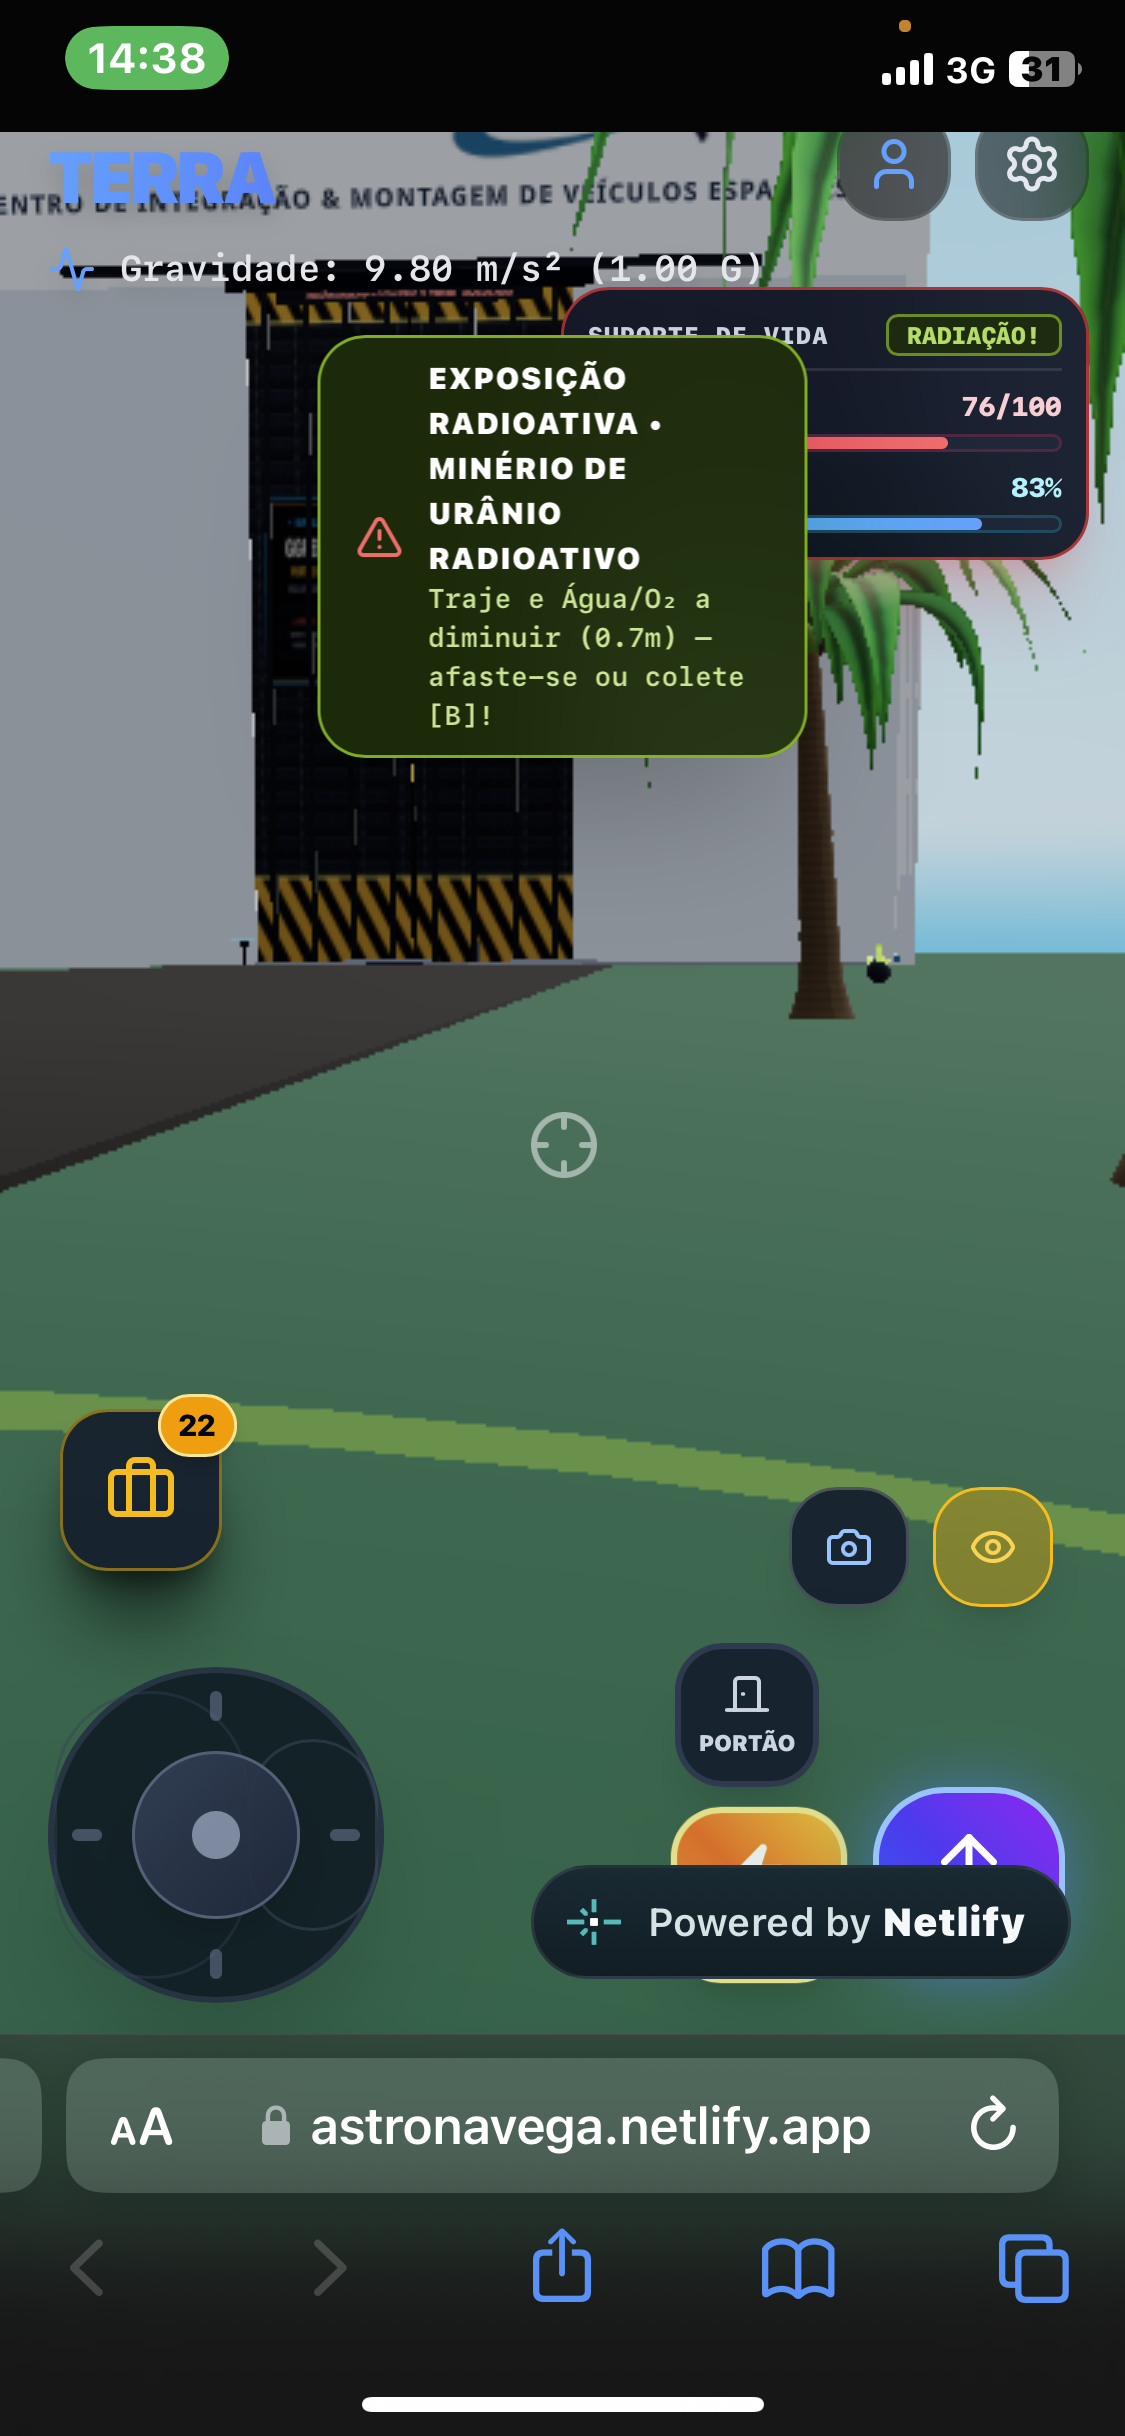 14:38
3G
31
TERRA
ENTRO DE INTEGRAÇÃO & MONTAGEM DE VEÍCULOS
Gravidade: 9.80 m/s² (1.00 G)
SUPORTE DE VIDA
RADIAÇÃO!
76/100
83%
EXPOSIÇÃO
RADIOATIVA •
MINÉRIO DE
URÂNIO
RADIOATIVO
Traje e Água/O₂ a
diminuir (0.7m) —
afaste-se ou colete
[B]!
22
PORTÃO
Powered by Netlify
AA
astronavega.netlify.app